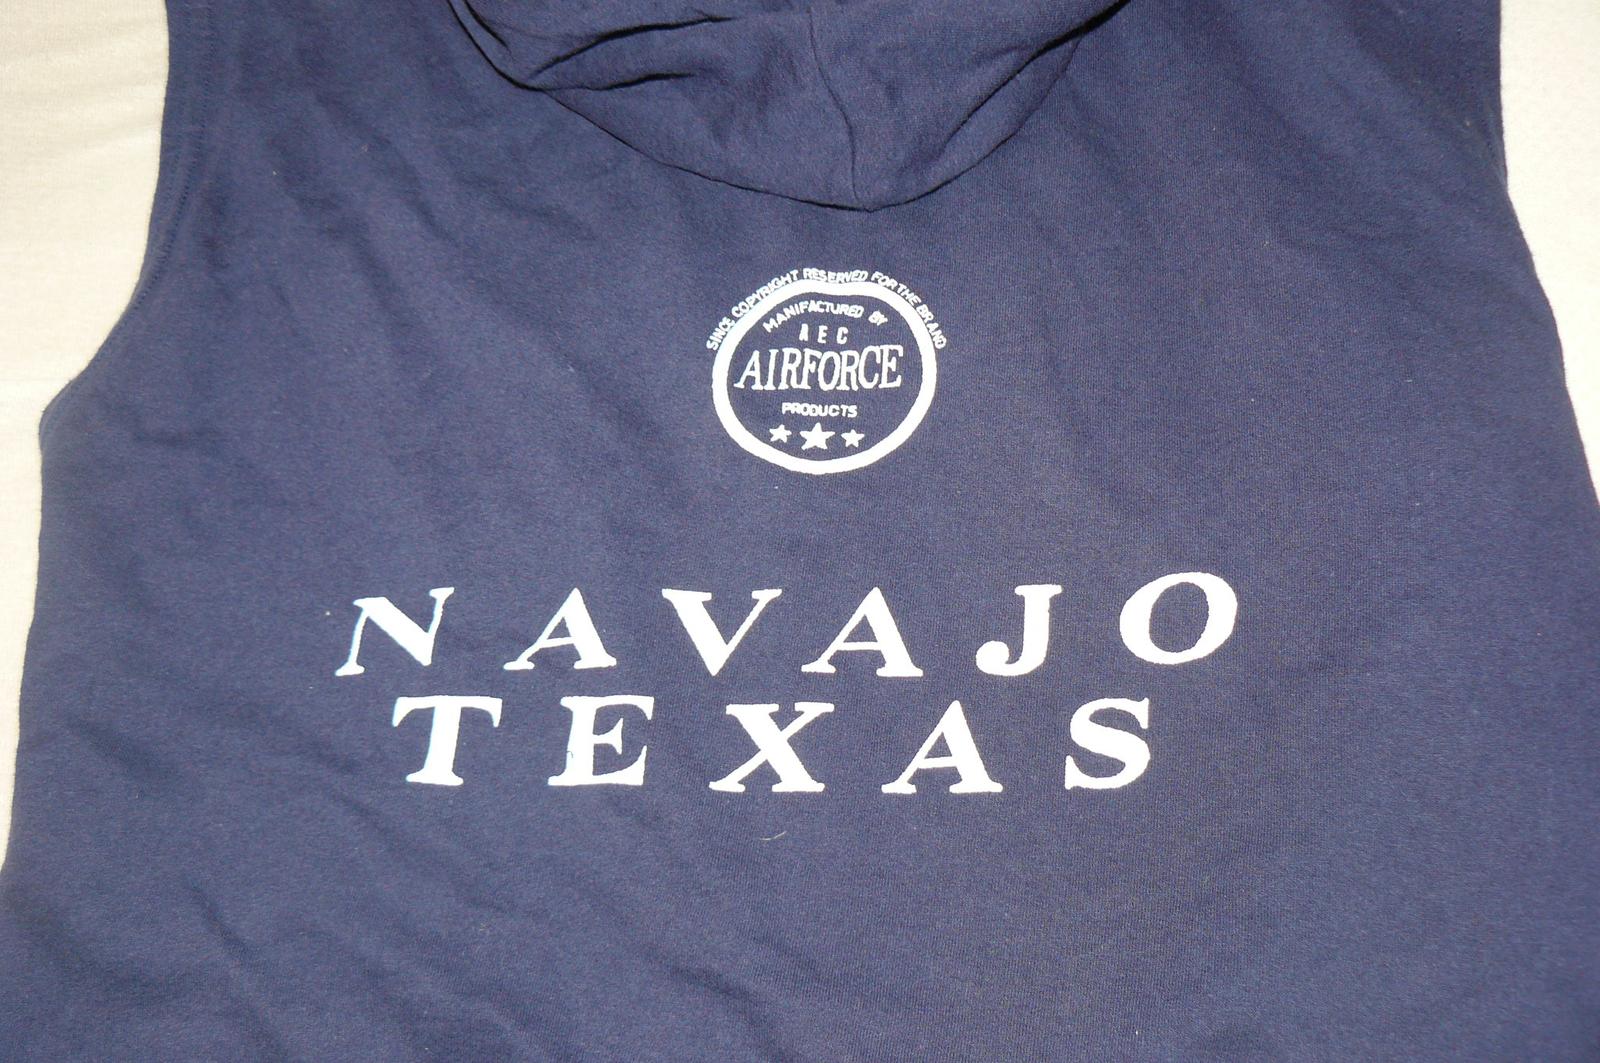 SINCE COPYRIGHT RESERVED FOR THE BRAND
MANIFACTURED BY
AEC
AIRFORCE
PRODUCTS
NAVAJO
TEXAS